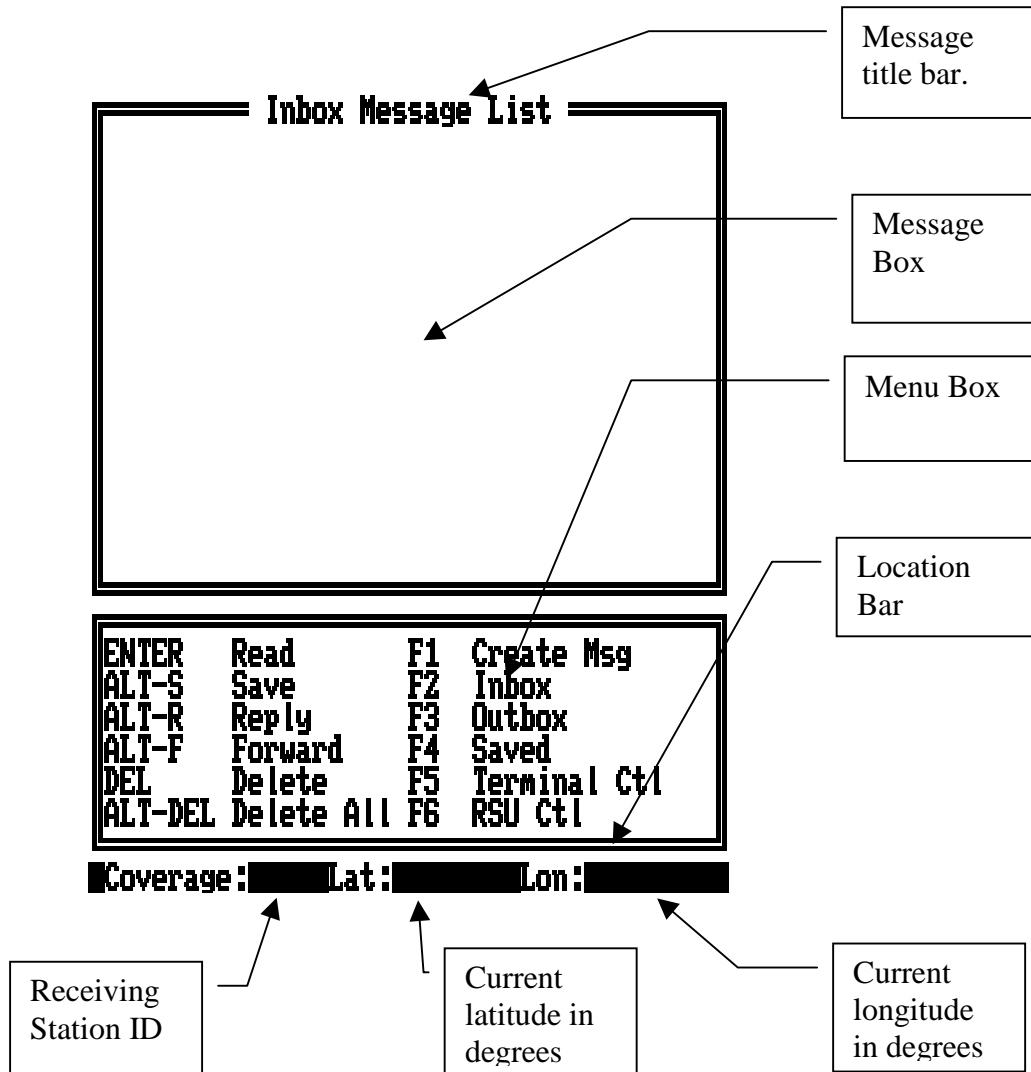 Message
title bar.
Inbox Message List
Message
Box
Menu Box
Location
Bar
ENTER Read F1 Create Msg
ALT-S Save F2 Inbox
ALT-R Reply F3 Outbox
ALT-F Forward F4 Saved
DEL Delete F5 Terminal Ctl
ALT-DEL Delete All F6 RSU Ctl
Coverage: Lat: Lon:
Receiving
Station ID
Current
latitude in
degrees
Current
longitude
in degrees